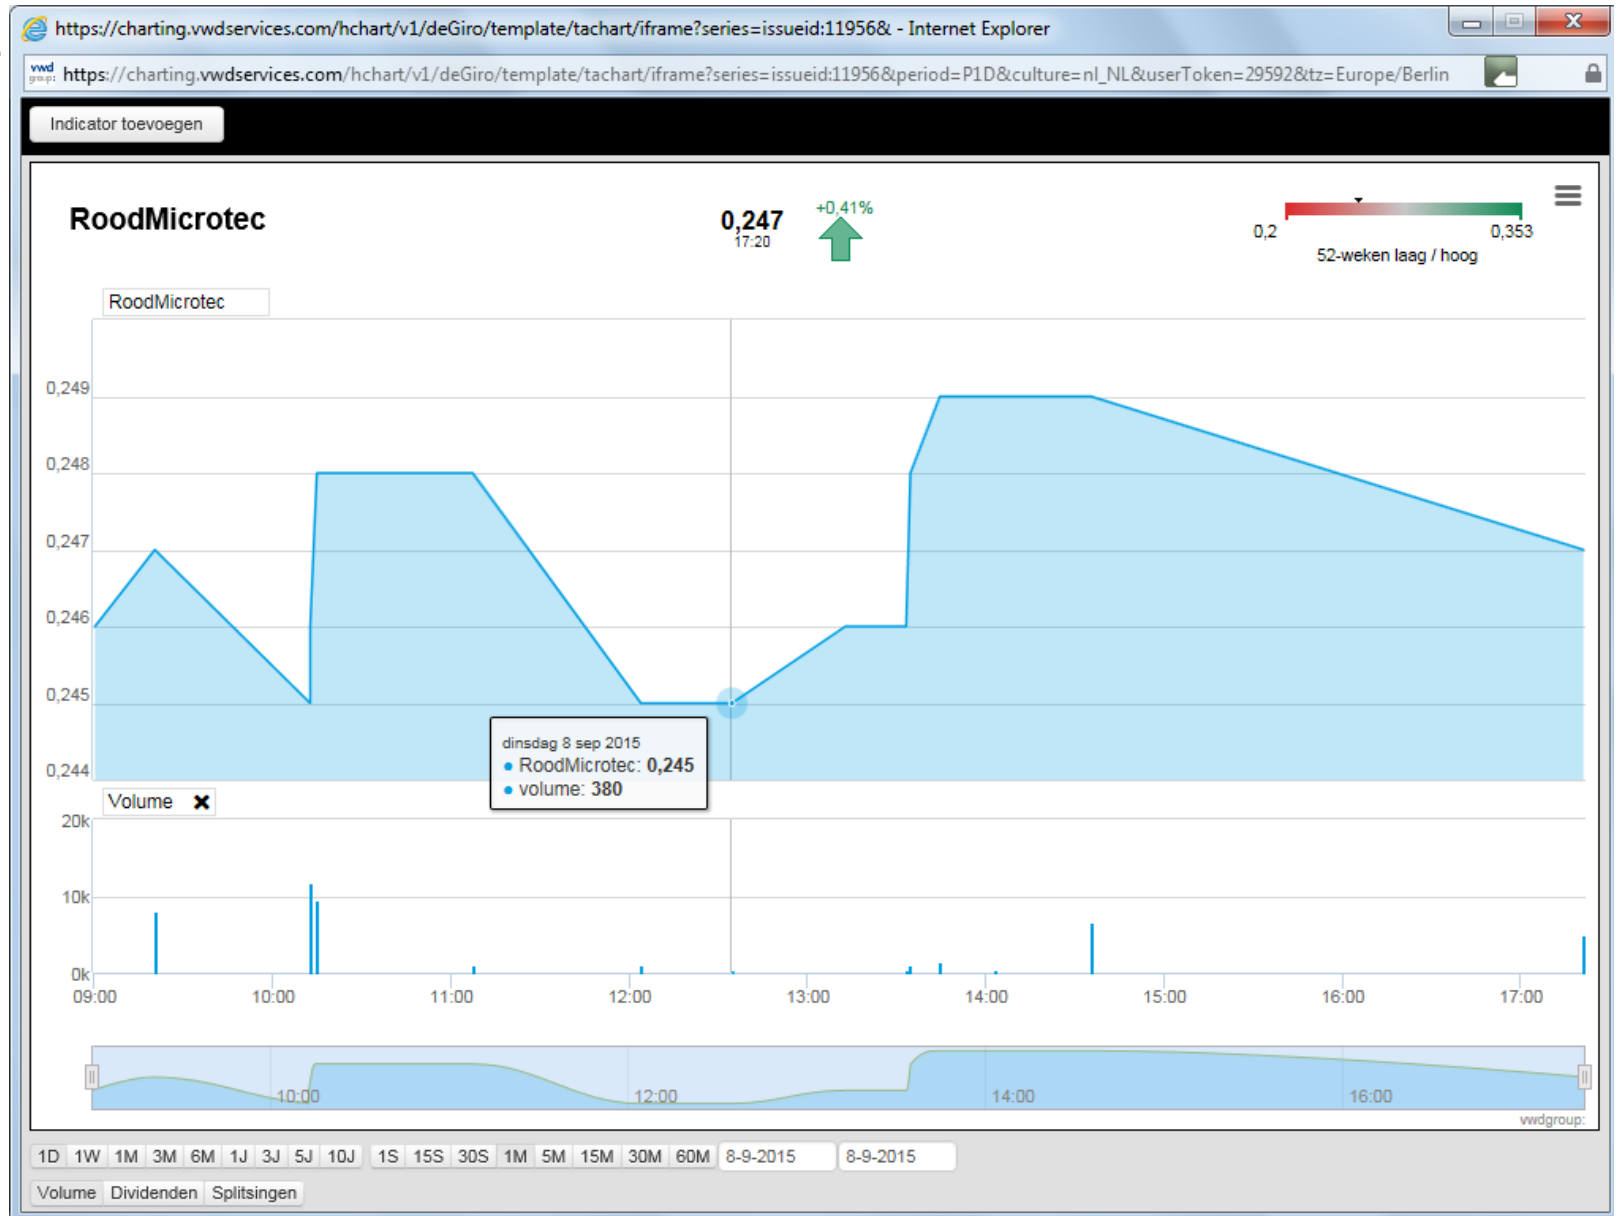 https://charting.vwdservices.com/hchart/v1/deGiro/template/tachart/iframe?series=issueid:11956& - Internet Explorer
vwd group: https://charting.vwdservices.com/hchart/v1/deGiro/template/tachart/iframe?series=issueid:11956&period=P1D&culture=nl_NL&userToken=29592&tz=Europe/Berlin
Indicator toevoegen
RoodMicrotec
0,247
17:20
+0,41%
0,2 0,353
52-weken laag / hoog
RoodMicrotec
0,249
0,248
0,247
0,246
0,245
0,244
dinsdag 8 sep 2015
RoodMicrotec: 0,245
volume: 380
Volume
20k
10k
0k
09:00 10:00 11:00 12:00 13:00 14:00 15:00 16:00 17:00
10:00 12:00 14:00 16:00
vwdgroup:
1D 1W 1M 3M 6M 1J 3J 5J 10J 1S 15S 30S 1M 5M 15M 30M 60M 8-9-2015 8-9-2015
Volume Dividenden Splitsingen